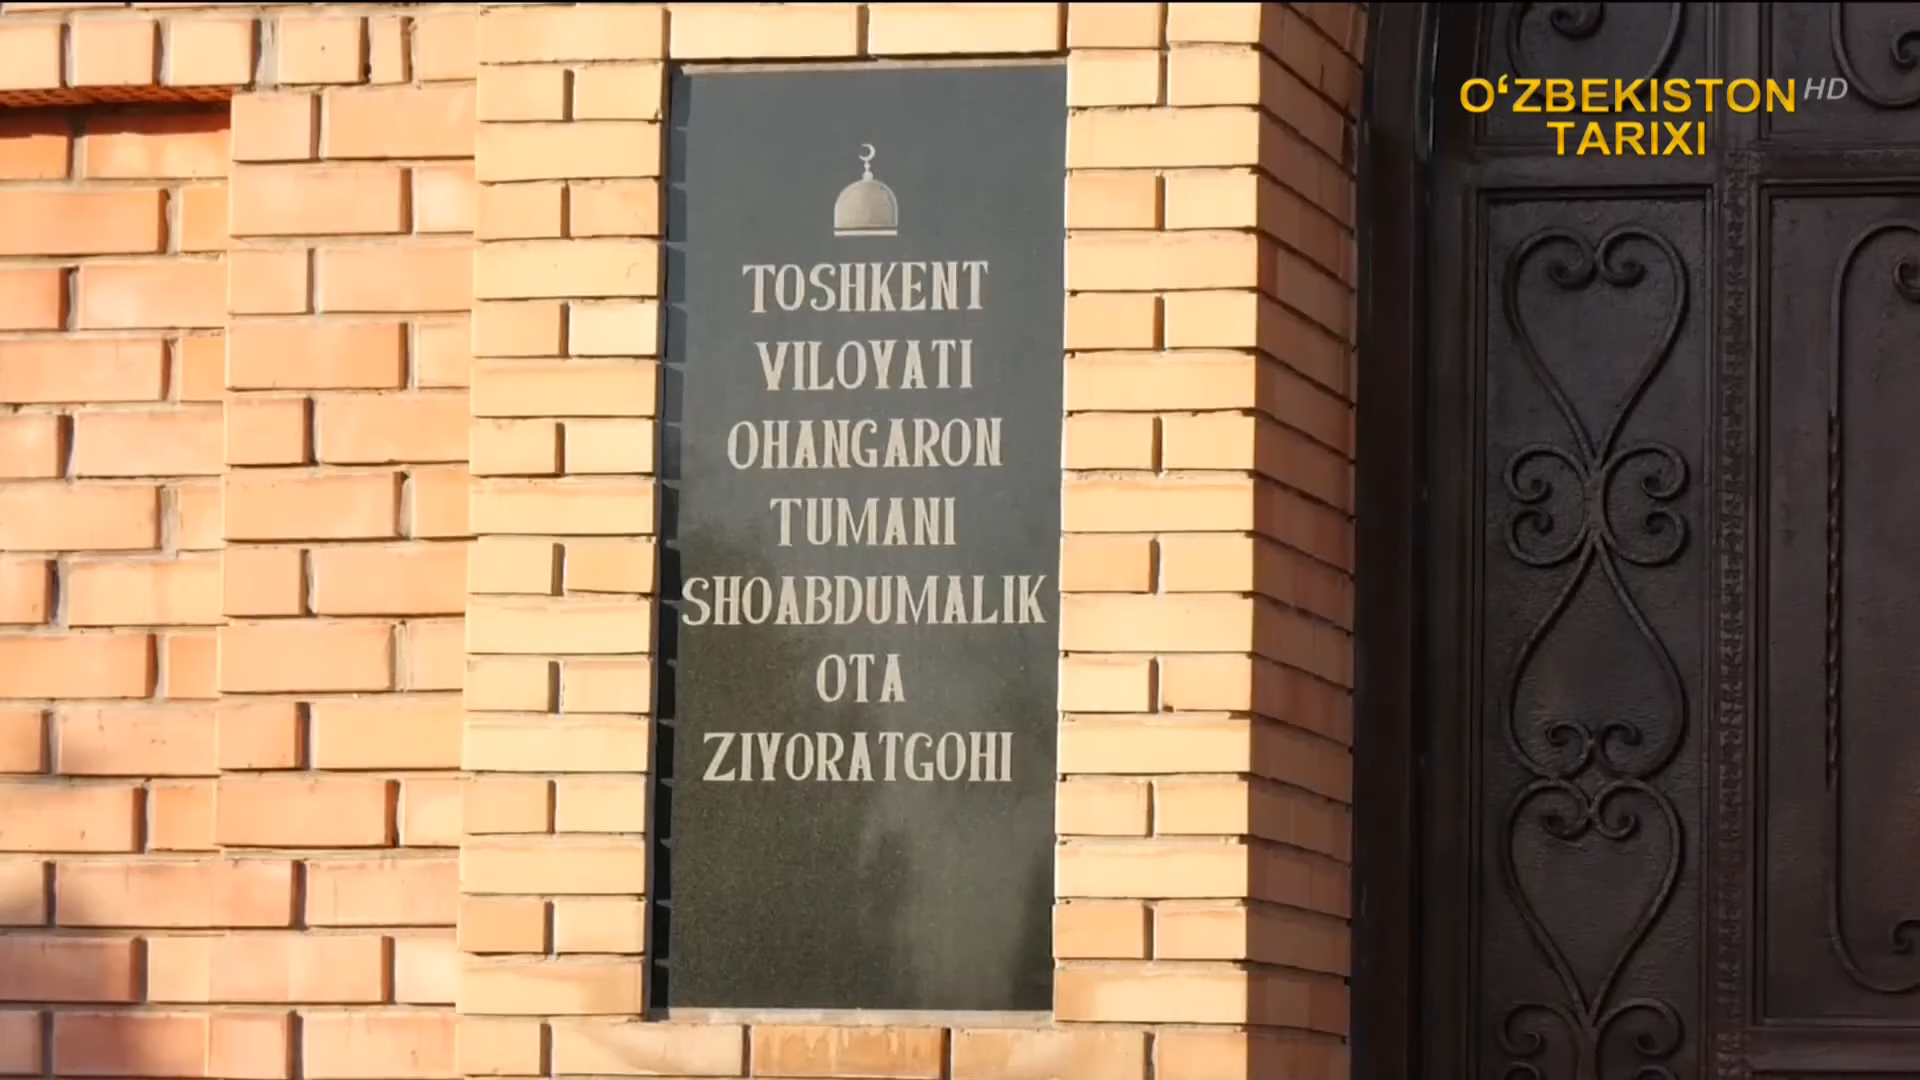 O‘ZBEKISTON HD
TARIXI
TOSHKENT
VILOYATI
OHANGARON
TUMANI
SHOABDUMALIK
OTA
ZIYORATGOHI